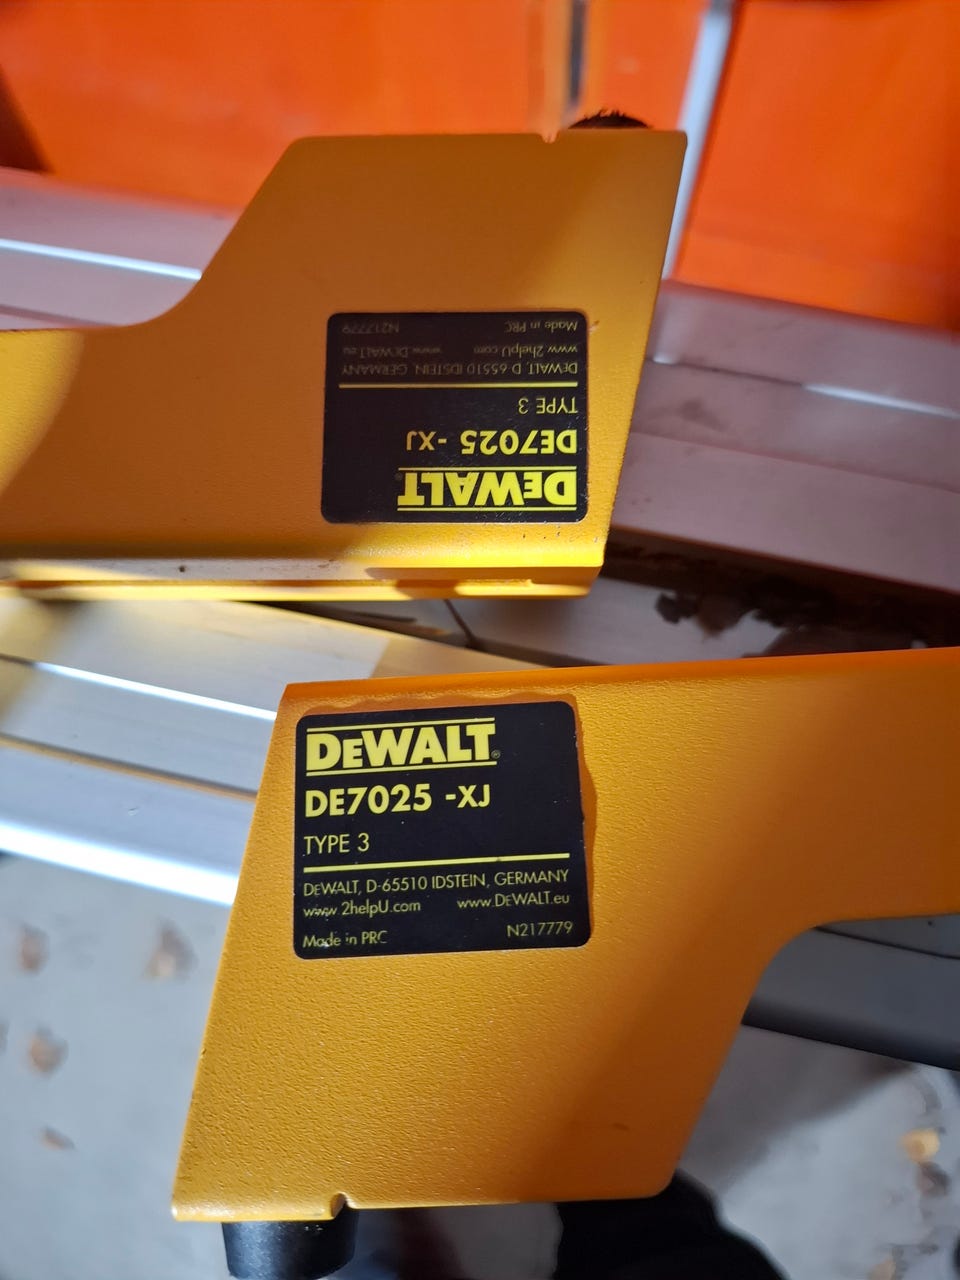 DEWALT
DE7025 -XJ
TYPE 3
DEWALT, D-65510 IDSTEIN, GERMANY
www.2helpU.com www.DEWALT.eu
Made in PRC N217779
DEWALT®
DE7025 -XJ
TYPE 3
DEWALT, D-65510 IDSTEIN, GERMANY
www.2helpU.com www.DEWALT.eu
Made in PRC N217779